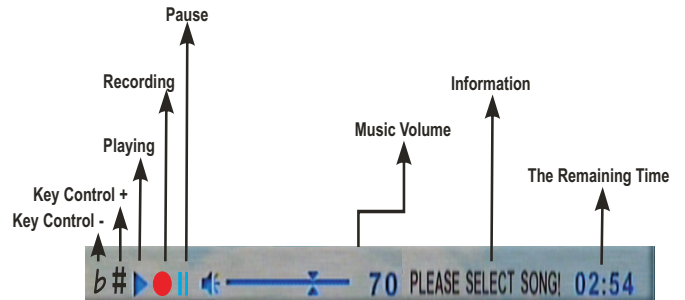 Pause
Recording
Information
Music Volume
Playing
The Remaining Time
Key Control +
Key Control -
♭ # 70 PLEASE SELECT SONG! 02:54